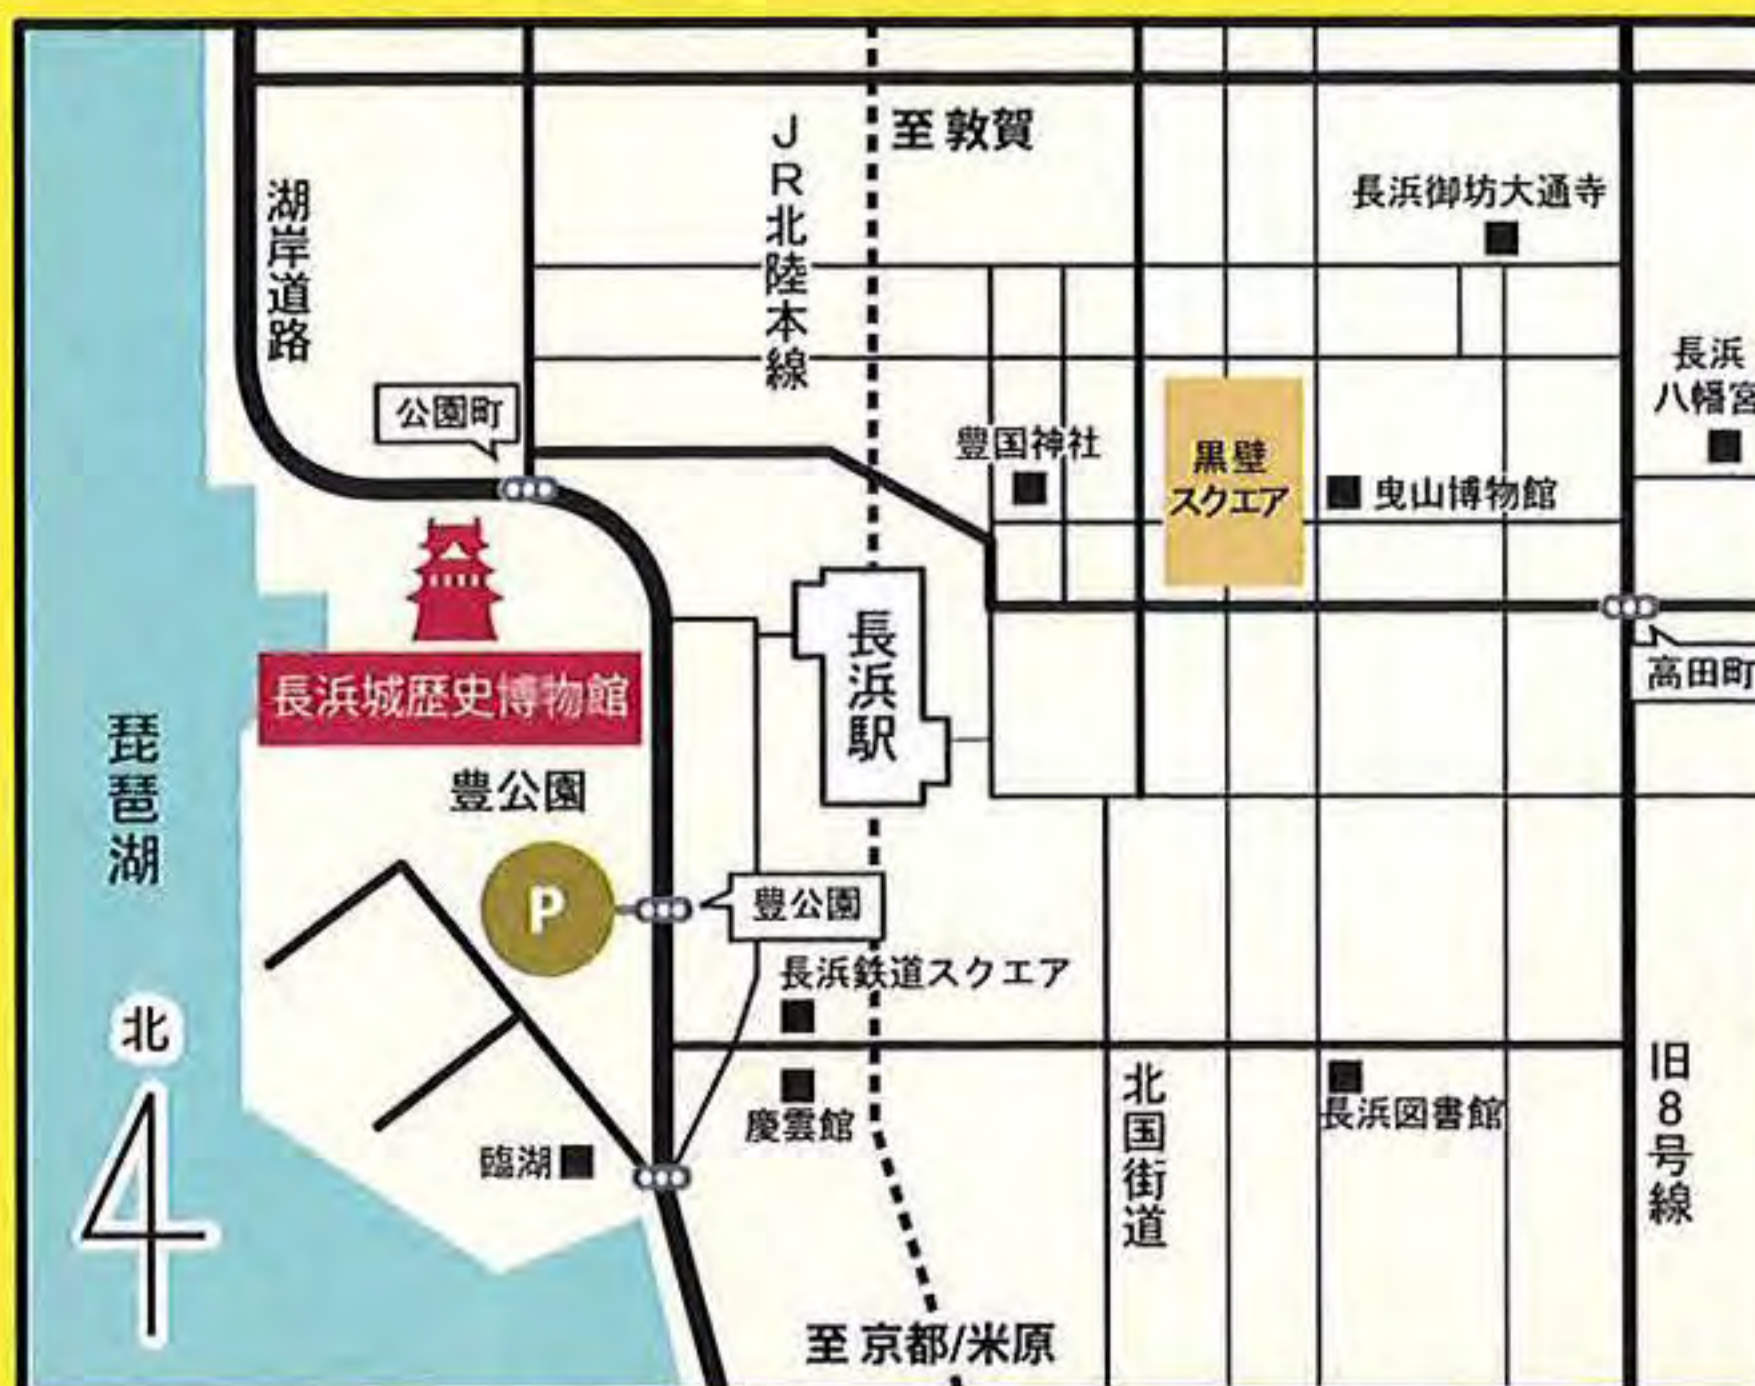 至 敦賀
JR北陸本線
長浜御坊大通寺
湖岸道路
長浜
八幡宮
公園町
豊国神社
黒壁
スクエア
曳山博物館
長浜駅
高田町
長浜城歴史博物館
琵琶湖
豊公園
P
豊公園
長浜鉄道スクエア
北
慶雲館
臨湖
北国街道
長浜図書館
旧8号線
至 京都/米原